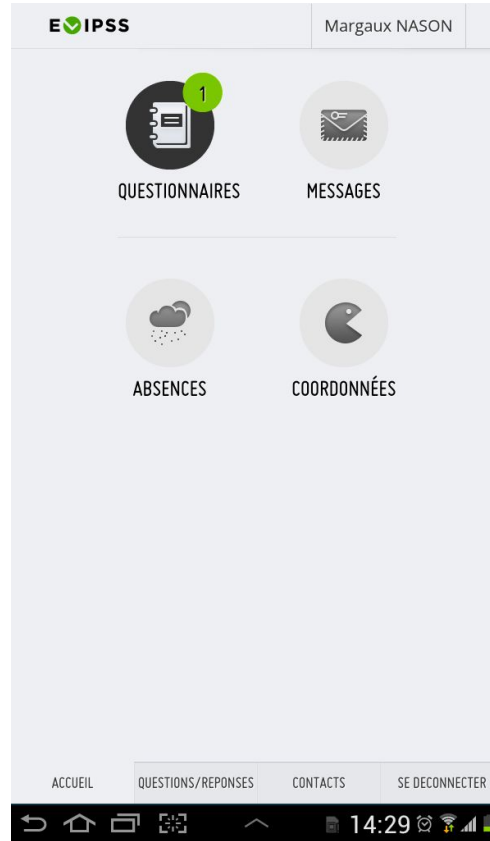 EVIPSS
Margaux NASON
1
QUESTIONNAIRES
MESSAGES
ABSENCES
COORDONNÉES
ACCUEIL
QUESTIONS/REPONSES
CONTACTS
SE DECONNECTER
14:29